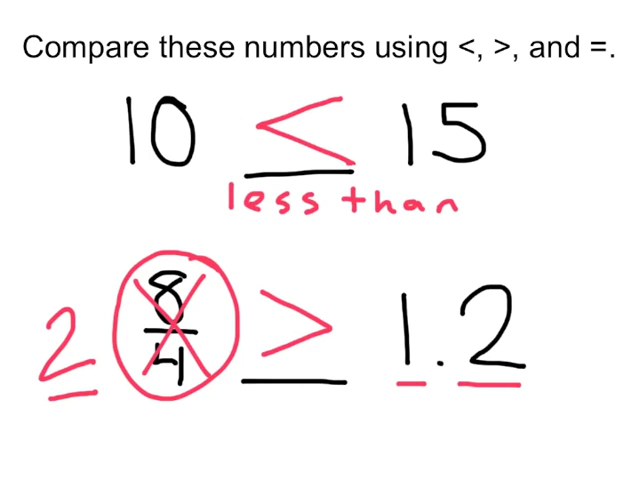 Compare these numbers using <, >, and =.
10 < 15
less than
2 8/4 > 1.2